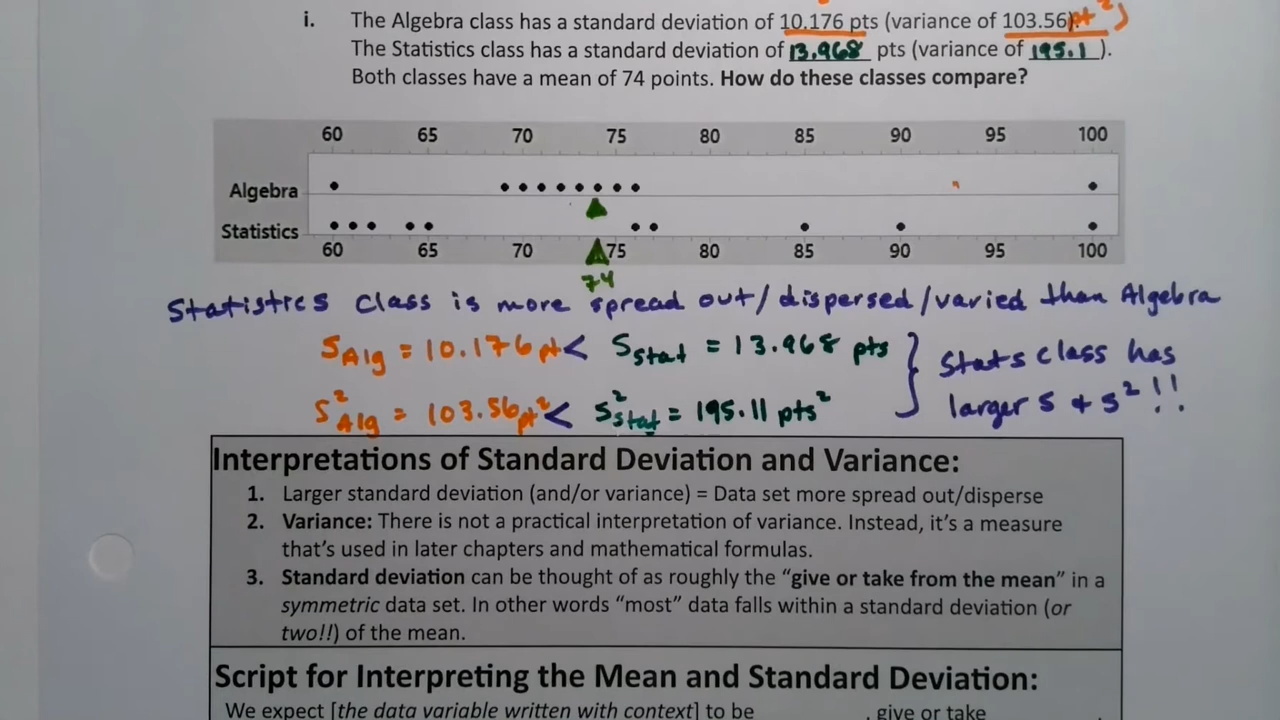 i. The Algebra class has a standard deviation of 10.176 pts (variance of 103.56pt²)
The Statistics class has a standard deviation of 13.968 pts (variance of 195.1).
Both classes have a mean of 74 points. How do these classes compare?
60 65 70 75 80 85 90 95 100
Algebra
Statistics
60 65 70 75 80 85 90 95 100
74
Statistics class is more spread out/dispersed/varied than Algebra
S Alg = 10.176 pt < S Stat = 13.968 pts } Stats class has
S² Alg = 103.56 pt² < S² Stat = 195.11 pts² larger s + s² !!
Interpretations of Standard Deviation and Variance:
1. Larger standard deviation (and/or variance) = Data set more spread out/disperse
2. Variance: There is not a practical interpretation of variance. Instead, it's a measure
that's used in later chapters and mathematical formulas.
3. Standard deviation can be thought of as roughly the "give or take from the mean" in a
symmetric data set. In other words "most" data falls within a standard deviation (or
two!!) of the mean.
Script for Interpreting the Mean and Standard Deviation:
We expect [the data variable written with context] to be ________, give or take ________.